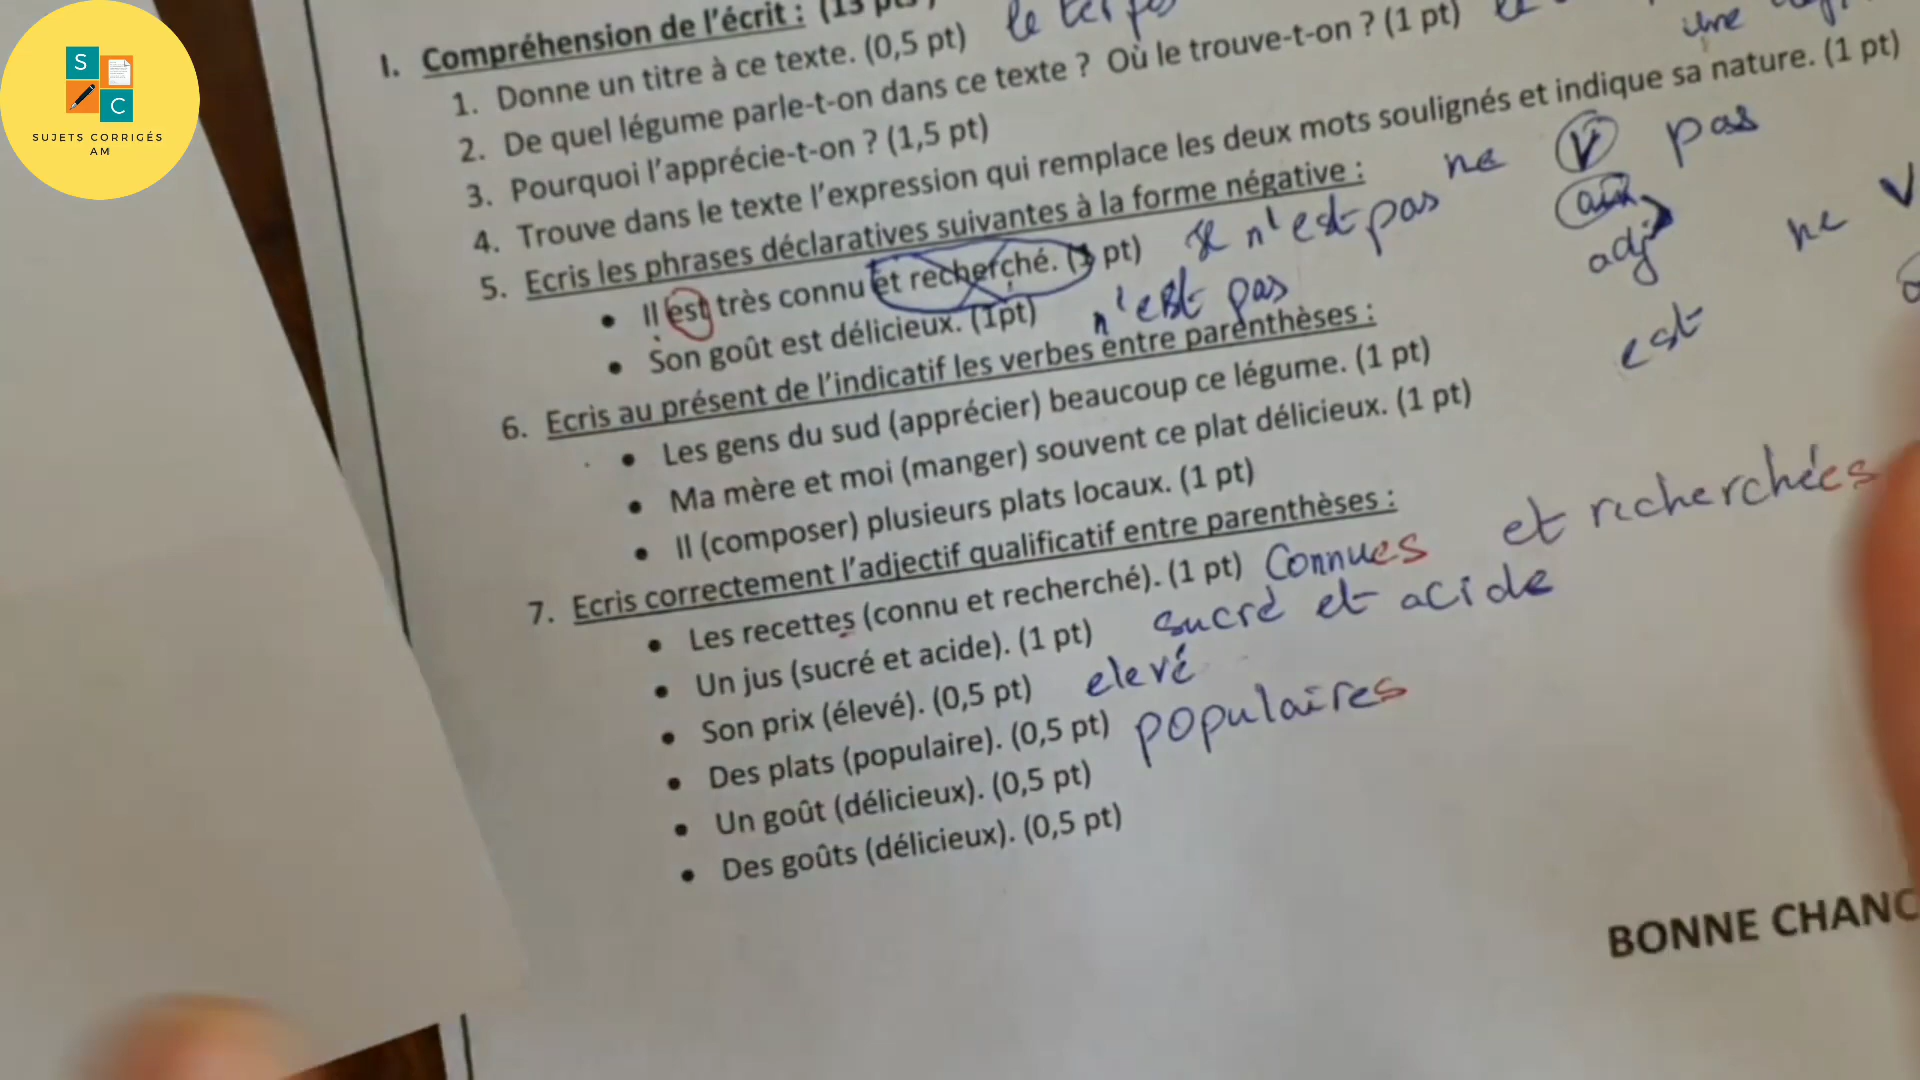 S
C
SUJETS CORRIGÉS
AM
I. Compréhension de l'écrit : (13 pts)
1. Donne un titre à ce texte. (0,5 pt) le
2. De quel légume parle-t-on dans ce texte ? Où le trouve-t-on ? (1 pt) une
3. Pourquoi l'apprécie-t-on ? (1,5 pt)
4. Trouve dans le texte l'expression qui remplace les deux mots soulignés et indique sa nature. (1 pt)
5. Ecris les phrases déclaratives suivantes à la forme négative : ne V pas
• Il est très connu et recherché. (1 pt) n'est pas
aux
adj
ne V
• Son goût est délicieux. (1pt) n'est pas
est
6. Ecris au présent de l'indicatif les verbes entre parenthèses :
• Les gens du sud (apprécier) beaucoup ce légume. (1 pt)
• Ma mère et moi (manger) souvent ce plat délicieux. (1 pt)
• Il (composer) plusieurs plats locaux. (1 pt)
7. Ecris correctement l'adjectif qualificatif entre parenthèses :
• Les recettes (connu et recherché). (1 pt) Connues et recherchées
• Un jus (sucré et acide). (1 pt) sucré et acide
• Son prix (élevé). (0,5 pt) elevé
• Des plats (populaire). (0,5 pt) populaires
• Un goût (délicieux). (0,5 pt)
• Des goûts (délicieux). (0,5 pt)
BONNE CHANC